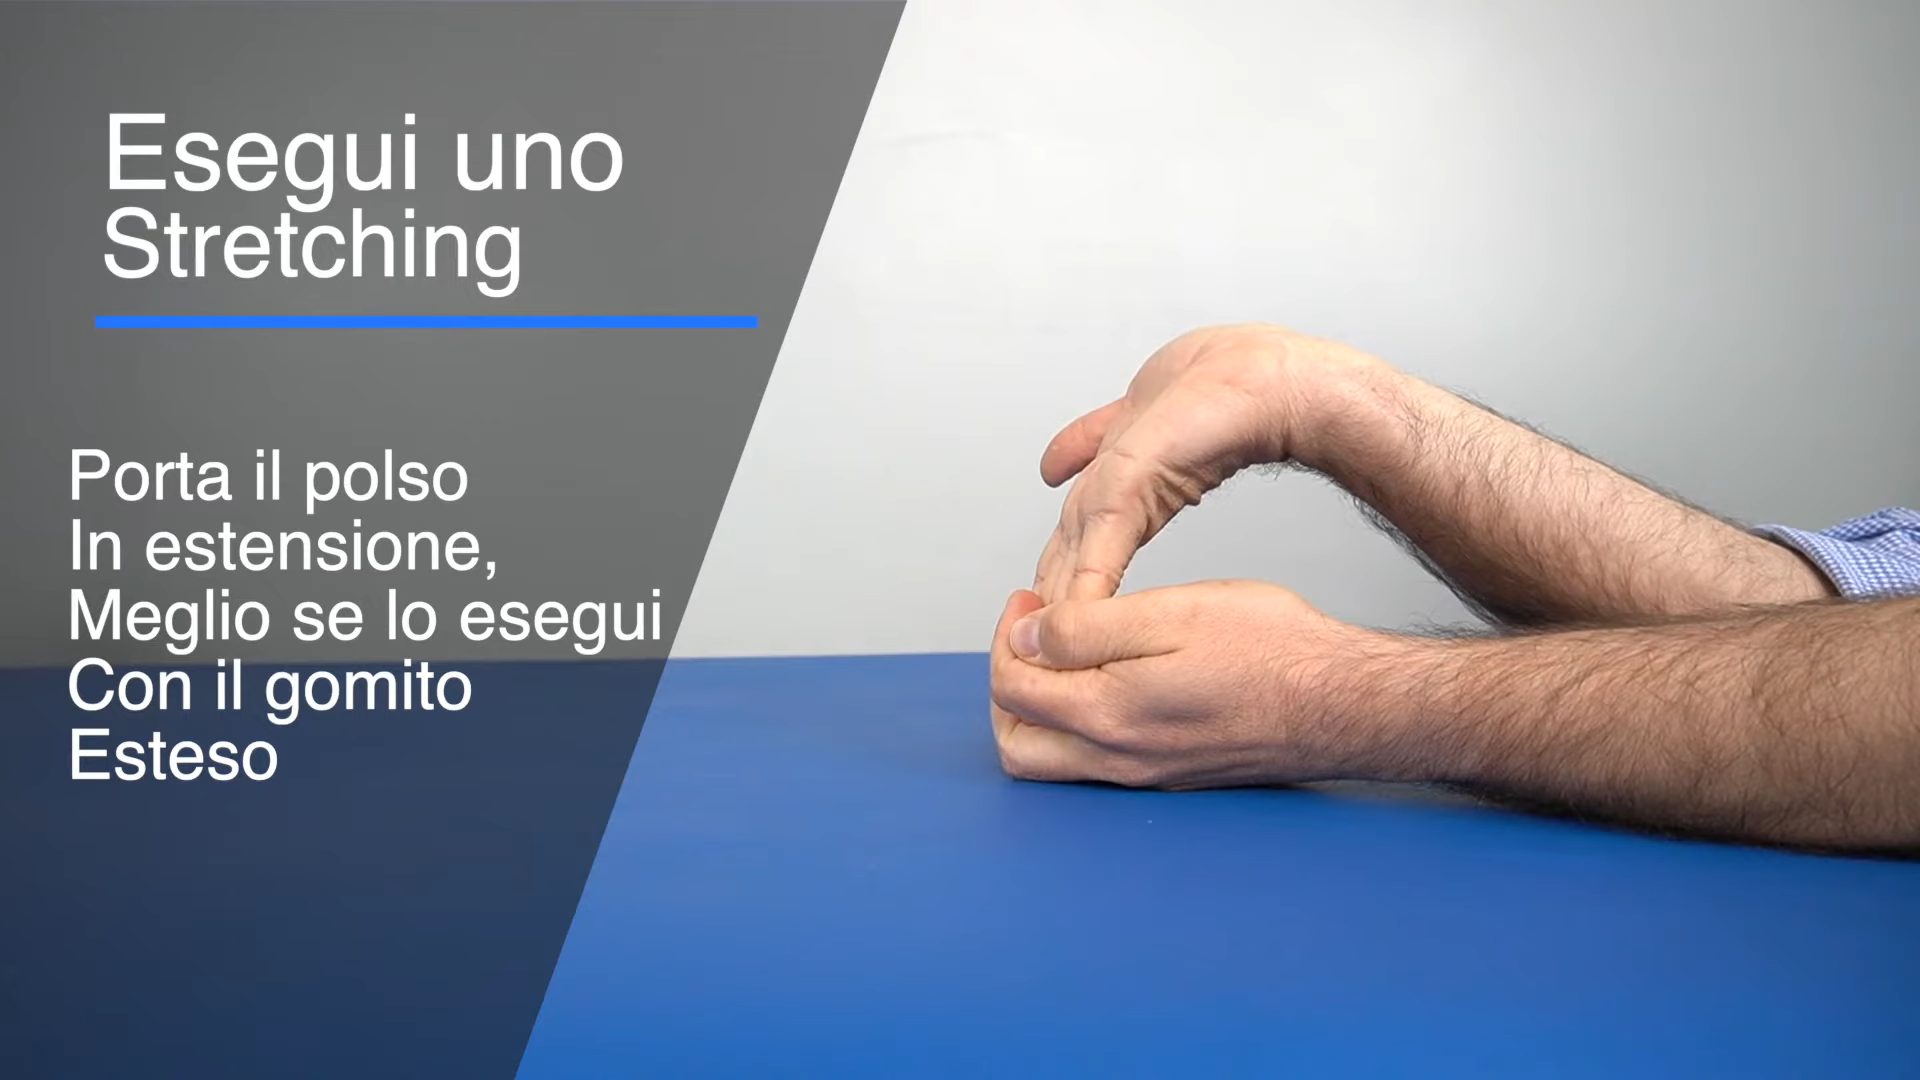 Esegui uno
Stretching
Porta il polso
In estensione,
Meglio se lo esegui
Con il gomito
Esteso